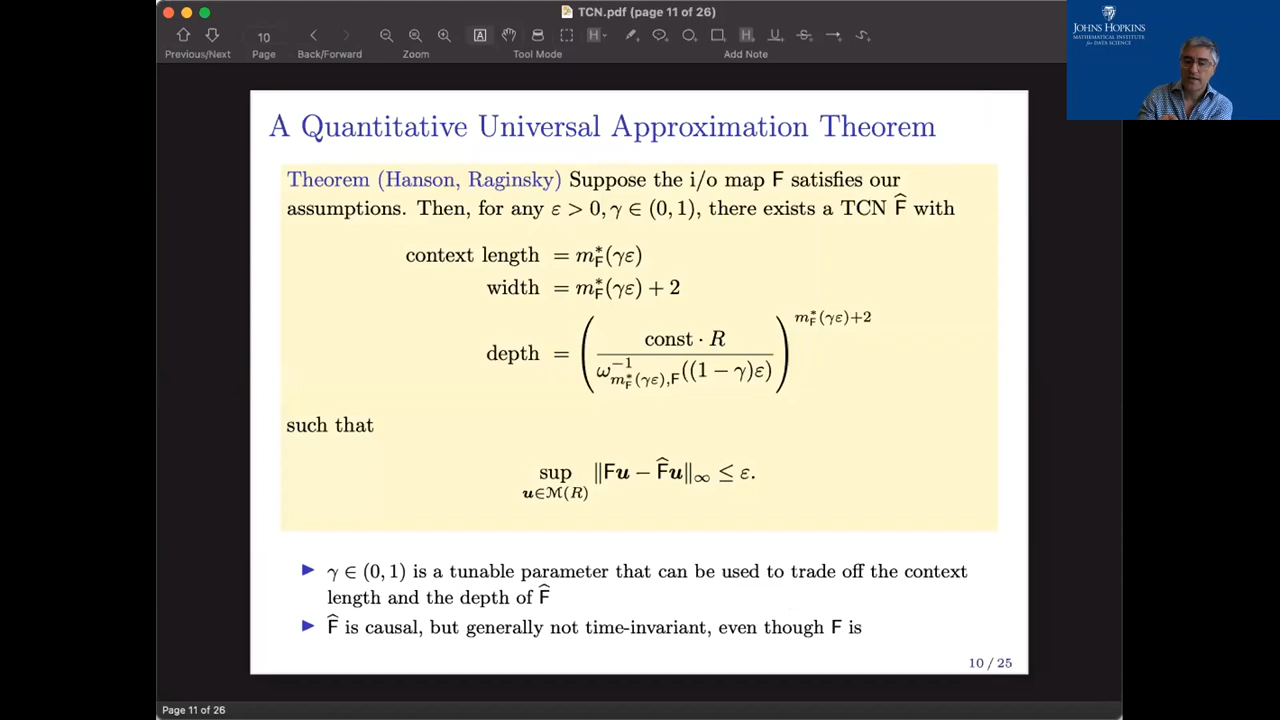 TCN.pdf (page 11 of 26)
10
Previous/Next Page Back/Forward Zoom Tool Mode Add Note
JOHNS HOPKINS
MATHEMATICAL INSTITUTE
for DATA SCIENCE
A Quantitative Universal Approximation Theorem
Theorem (Hanson, Raginsky) Suppose the i/o map F satisfies our
assumptions. Then, for any ε > 0, γ ∈ (0, 1), there exists a TCN F̂ with
context length = m*_F(γε)
width = m*_F(γε) + 2
depth = (const · R / ω^{-1}_{m*_F(γε),F}((1 − γ)ε))^{m*_F(γε)+2}
such that
sup_{u∈M(R)} ‖Fu − F̂u‖_∞ ≤ ε.
▶ γ ∈ (0, 1) is a tunable parameter that can be used to trade off the context
length and the depth of F̂
▶ F̂ is causal, but generally not time-invariant, even though F is
10 / 25
Page 11 of 26